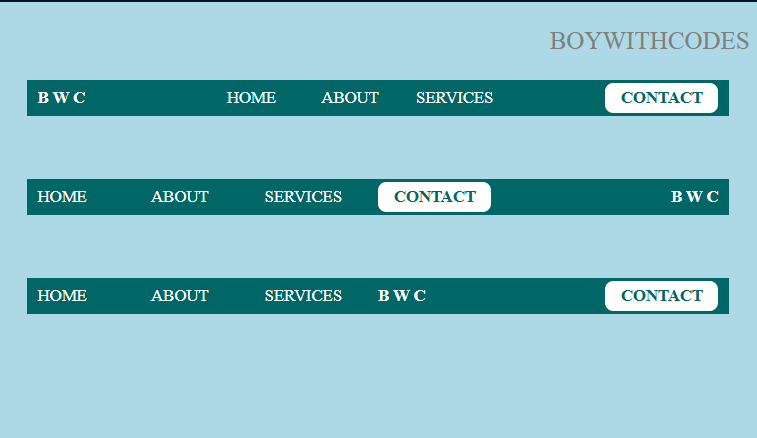 BOYWITHCODES
B W C HOME ABOUT SERVICES CONTACT
HOME ABOUT SERVICES CONTACT B W C
HOME ABOUT SERVICES B W C CONTACT